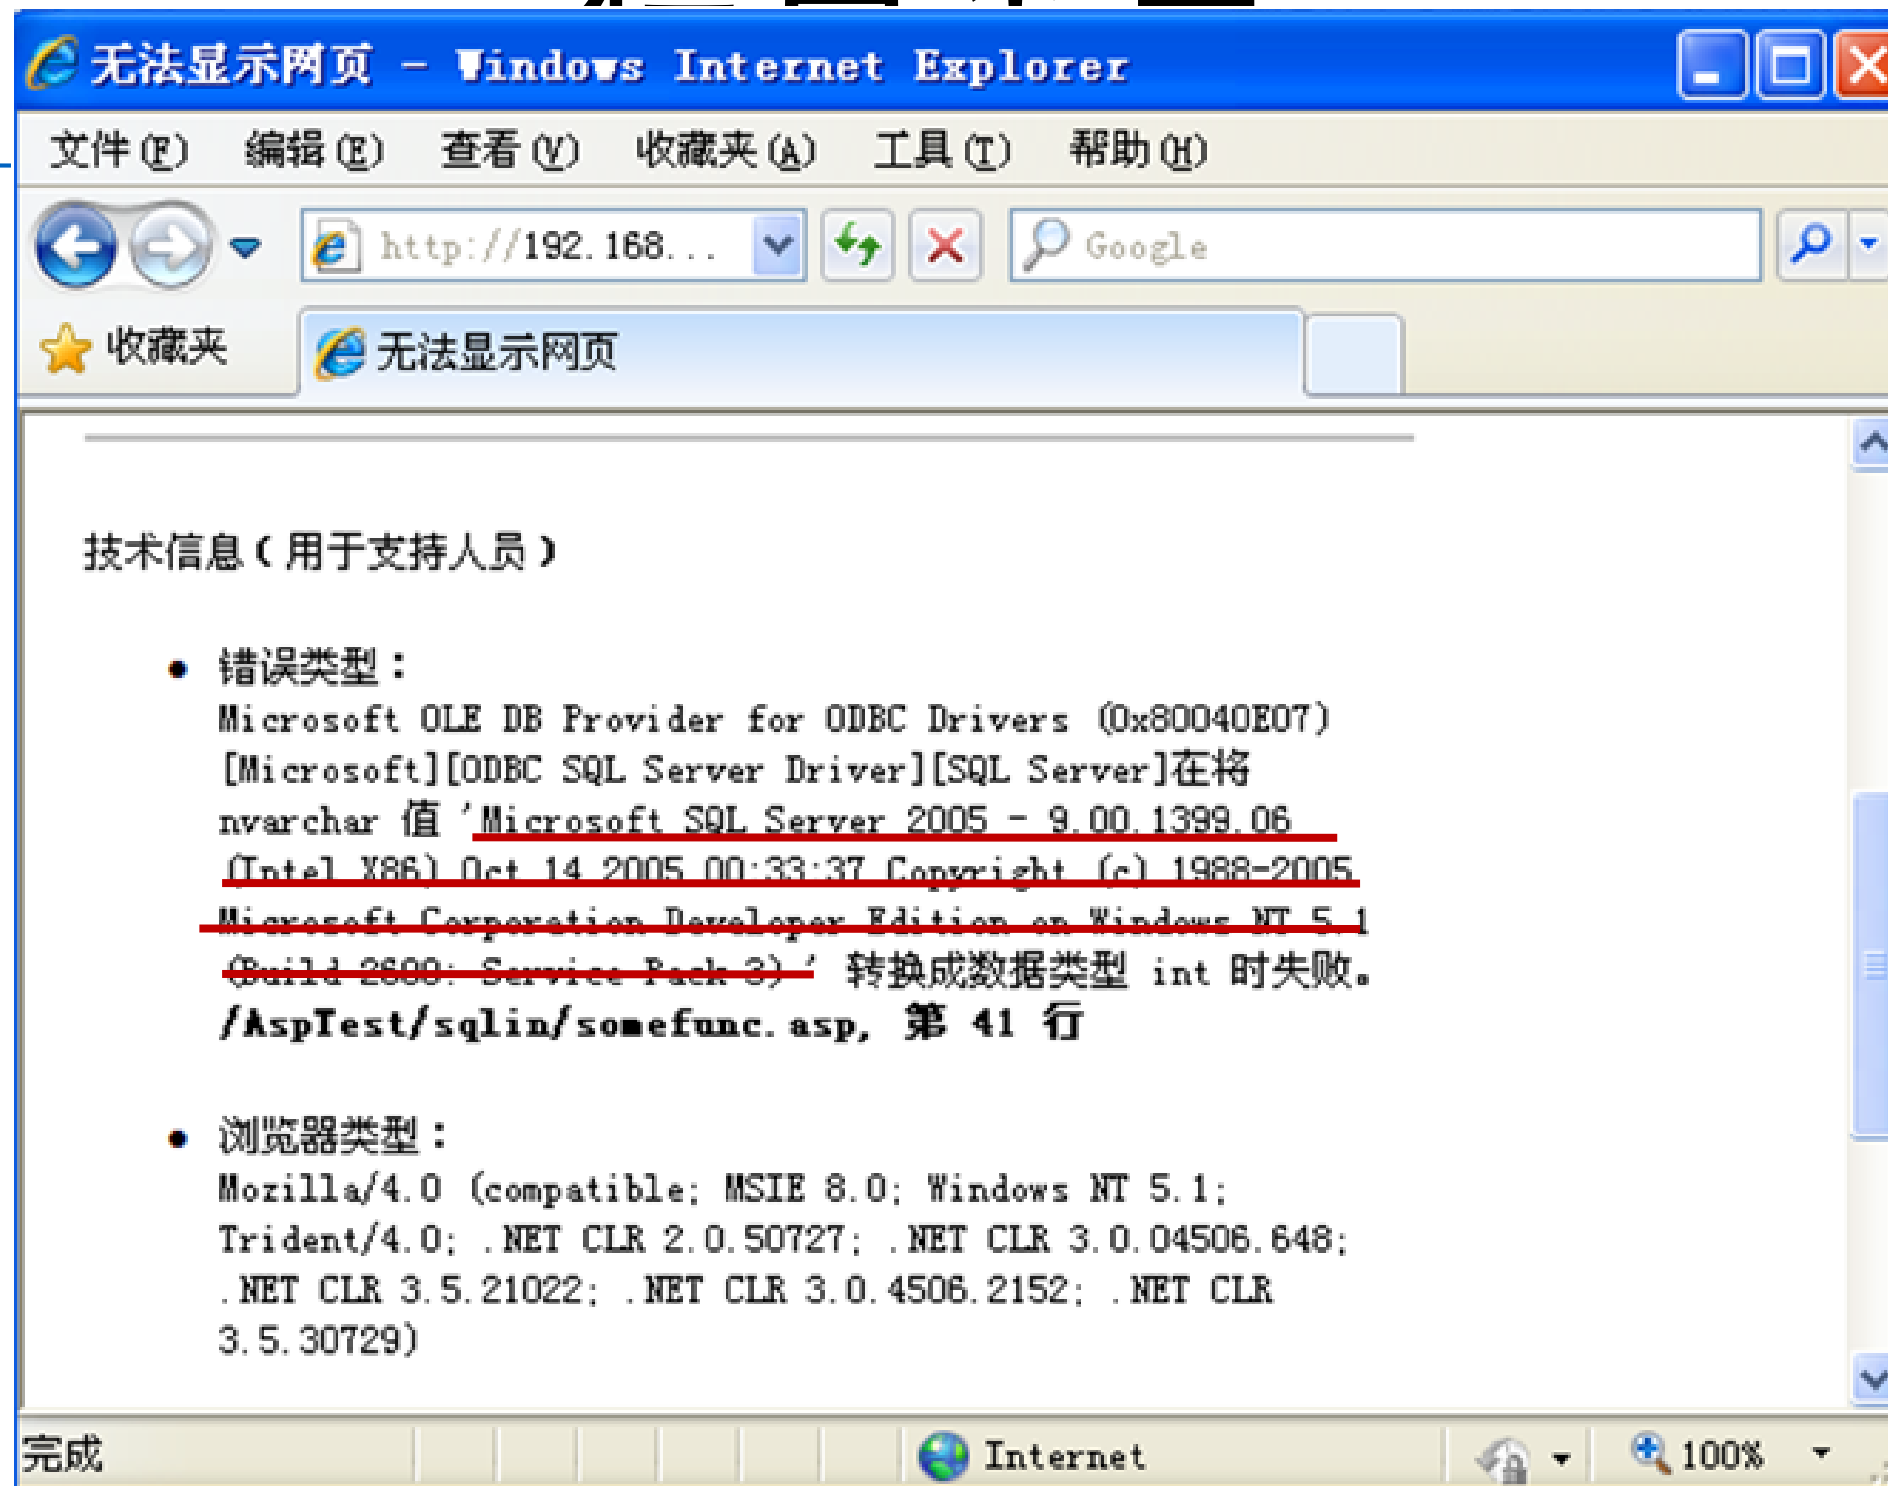 无法显示网页 - Windows Internet Explorer
文件(F) 编辑(E) 查看(V) 收藏夹(A) 工具(T) 帮助(H)
http://192.168... Google
收藏夹 无法显示网页
技术信息(用于支持人员)
• 错误类型：
Microsoft OLE DB Provider for ODBC Drivers (0x80040E07)
[Microsoft][ODBC SQL Server Driver][SQL Server]在将
nvarchar 值 'Microsoft SQL Server 2005 - 9.00.1399.06
(Intel X86) Oct 14 2005 00:33:37 Copyright (c) 1988-2005
Microsoft Corporation Developer Edition on Windows NT 5.1
(Build 2600: Service Pack 3) ' 转换成数据类型 int 时失败。
/AspTest/sqlin/somefunc.asp, 第 41 行
• 浏览器类型：
Mozilla/4.0 (compatible; MSIE 8.0; Windows NT 5.1;
Trident/4.0; .NET CLR 2.0.50727; .NET CLR 3.0.04506.648;
.NET CLR 3.5.21022; .NET CLR 3.0.4506.2152; .NET CLR
3.5.30729)
完成 Internet 100%